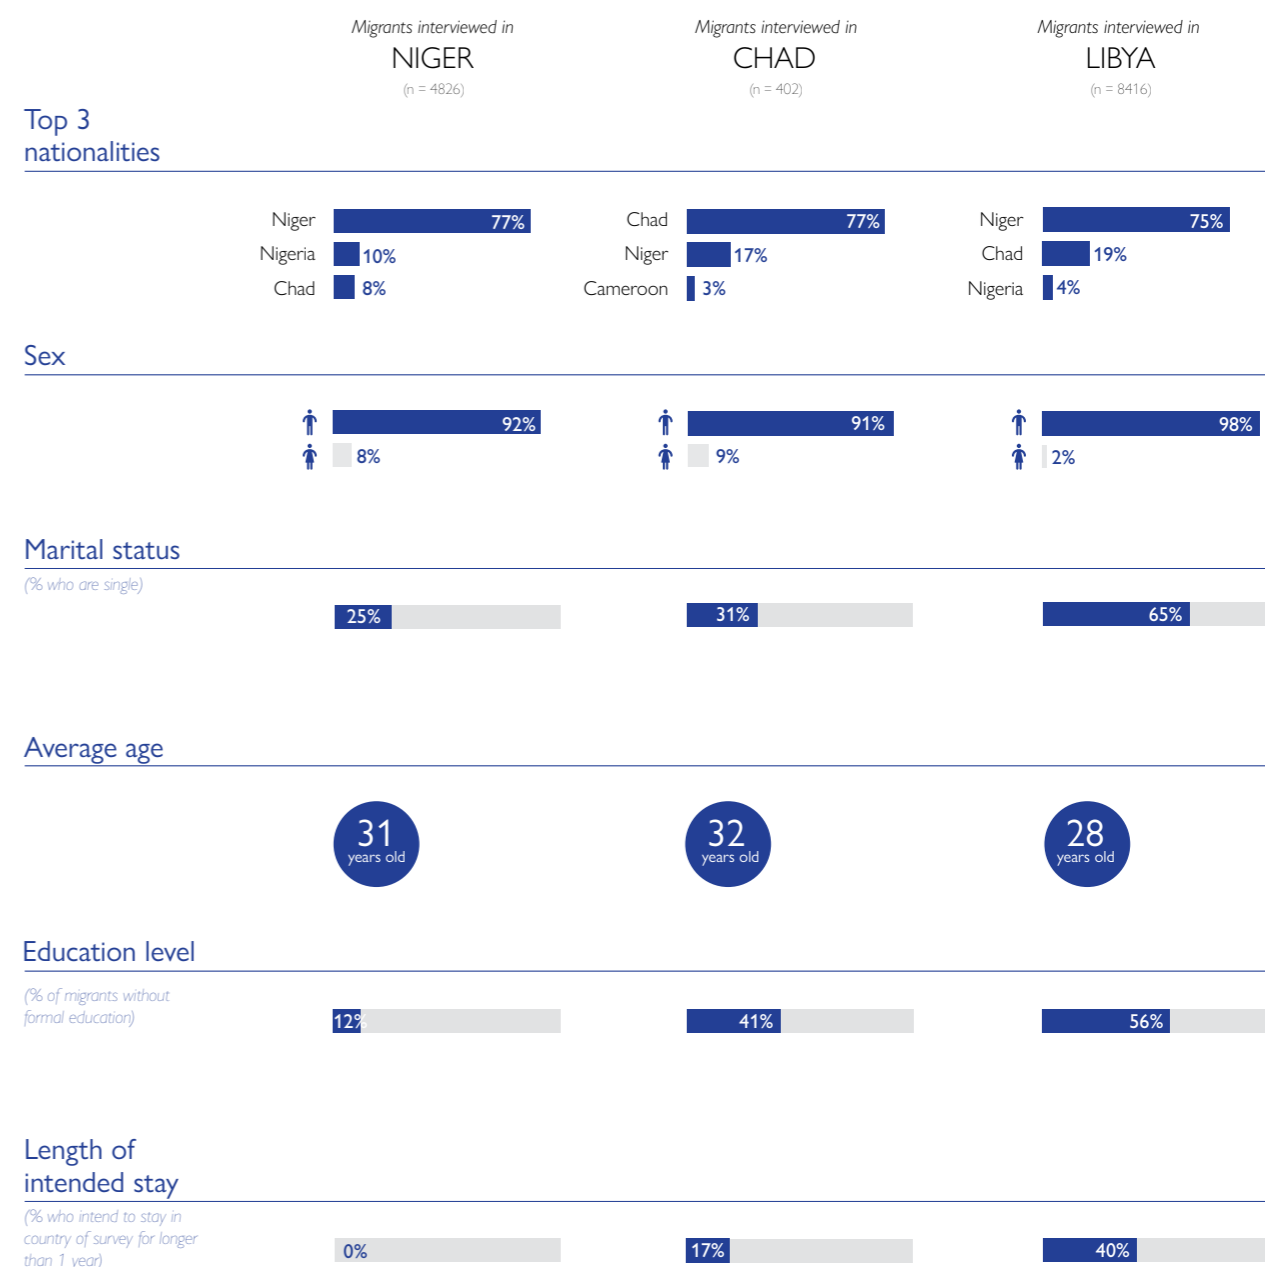 Migrants interviewed in
NIGER
(n = 4826)
Migrants interviewed in
CHAD
(n = 402)
Migrants interviewed in
LIBYA
(n = 8416)
Top 3
nationalities
Niger 77%
Nigeria 10%
Chad 8%
Chad 77%
Niger 17%
Cameroon 3%
Niger 75%
Chad 19%
Nigeria 4%
Sex
92%
8%
91%
9%
98%
2%
Marital status
(% who are single)
25%
31%
65%
Average age
31
years old
32
years old
28
years old
Education level
(% of migrants without
formal education)
12%
41%
56%
Length of
intended stay
(% who intend to stay in
country of survey for longer
than 1 year)
0%
17%
40%